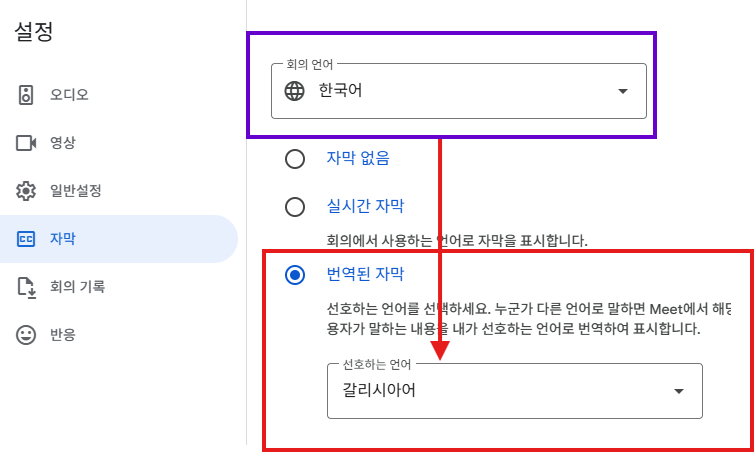 설정
오디오
영상
일반설정
자막
회의 기록
반응
회의 언어
한국어
자막 없음
실시간 자막
회의에서 사용하는 언어로 자막을 표시합니다.
번역된 자막
선호하는 언어를 선택하세요. 누군가 다른 언어로 말하면 Meet에서 해당
용자가 말하는 내용을 내가 선호하는 언어로 번역하여 표시합니다.
선호하는 언어
갈리시아어